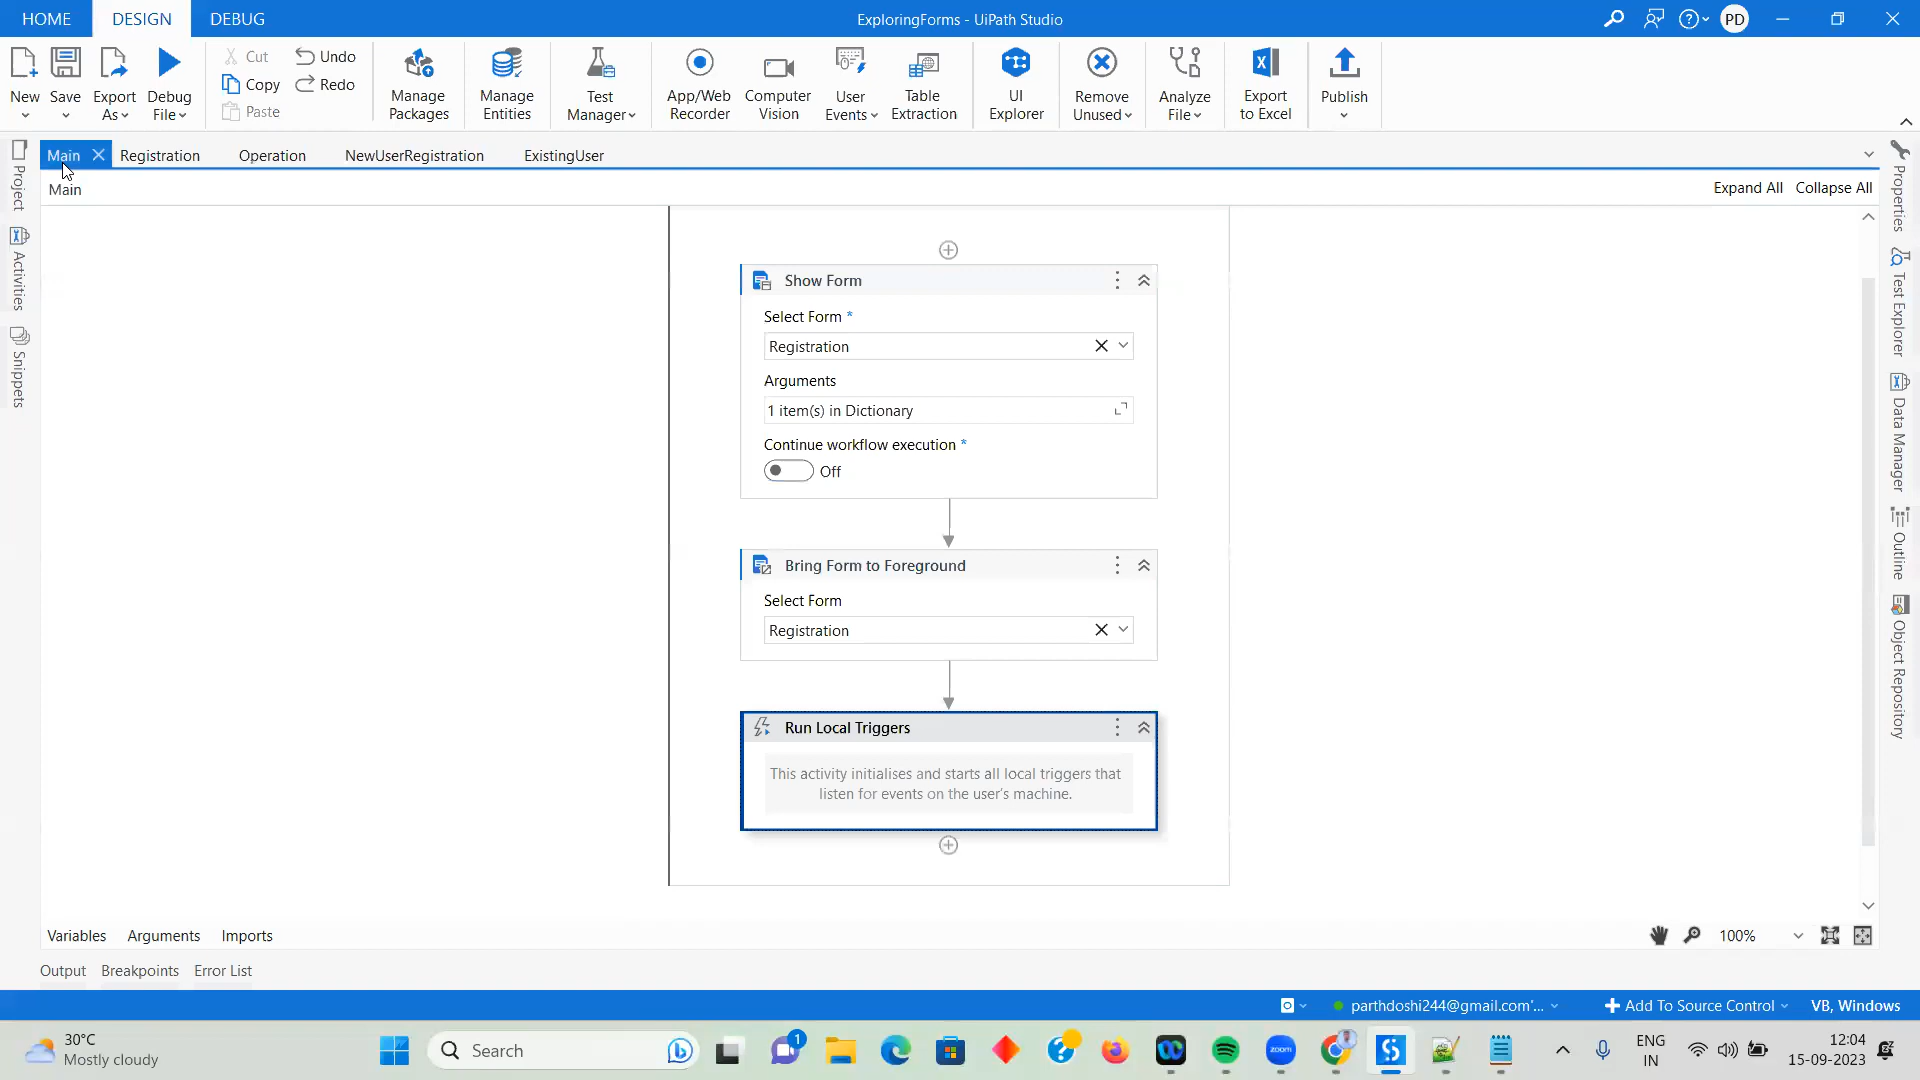 HOME
DESIGN
DEBUG
ExploringForms - UiPath Studio
PD
New
Save
Export As
Debug File
Cut
Copy
Paste
Undo
Redo
Manage Packages
Manage Entities
Test Manager
App/Web Recorder
Computer Vision
User Events
Table Extraction
UI Explorer
Remove Unused
Analyze File
Export to Excel
Publish
Main
Registration
Operation
NewUserRegistration
ExistingUser
Main
Expand All
Collapse All
Project
Activities
Snippets
Show Form
Select Form *
Registration
Arguments
1 item(s) in Dictionary
Continue workflow execution *
Off
Bring Form to Foreground
Select Form
Registration
Run Local Triggers
This activity initialises and starts all local triggers that
listen for events on the user's machine.
Properties
Test Explorer
Data Manager
Outline
Object Repository
Variables
Arguments
Imports
100%
Output
Breakpoints
Error List
parthdoshi244@gmail.com'...
Add To Source Control
VB, Windows
30°C
Mostly cloudy
Search
1
zoom
ENG
IN
12:04
15-09-2023